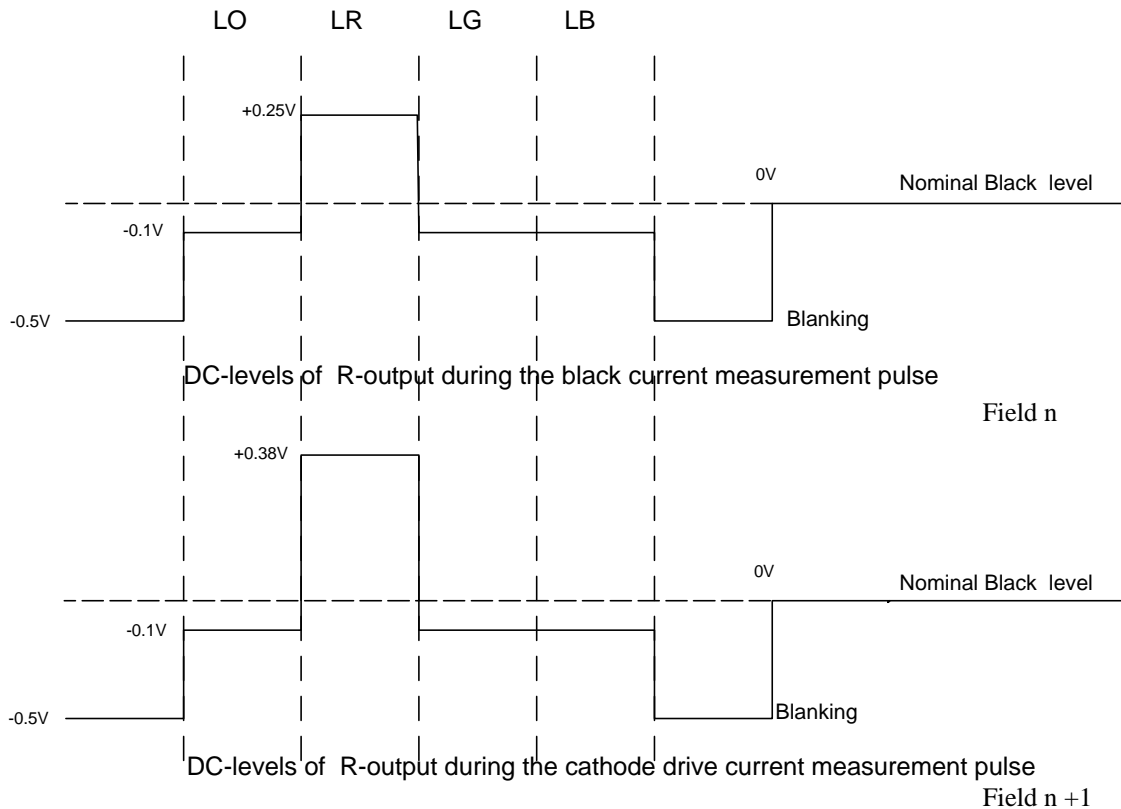 LO LR LG LB
+0.25V
0V
Nominal Black level
-0.1V
-0.5V
Blanking
DC-levels of R-output during the black current measurement pulse
Field n
+0.38V
0V
Nominal Black level
-0.1V
-0.5V
Blanking
DC-levels of R-output during the cathode drive current measurement pulse
Field n +1